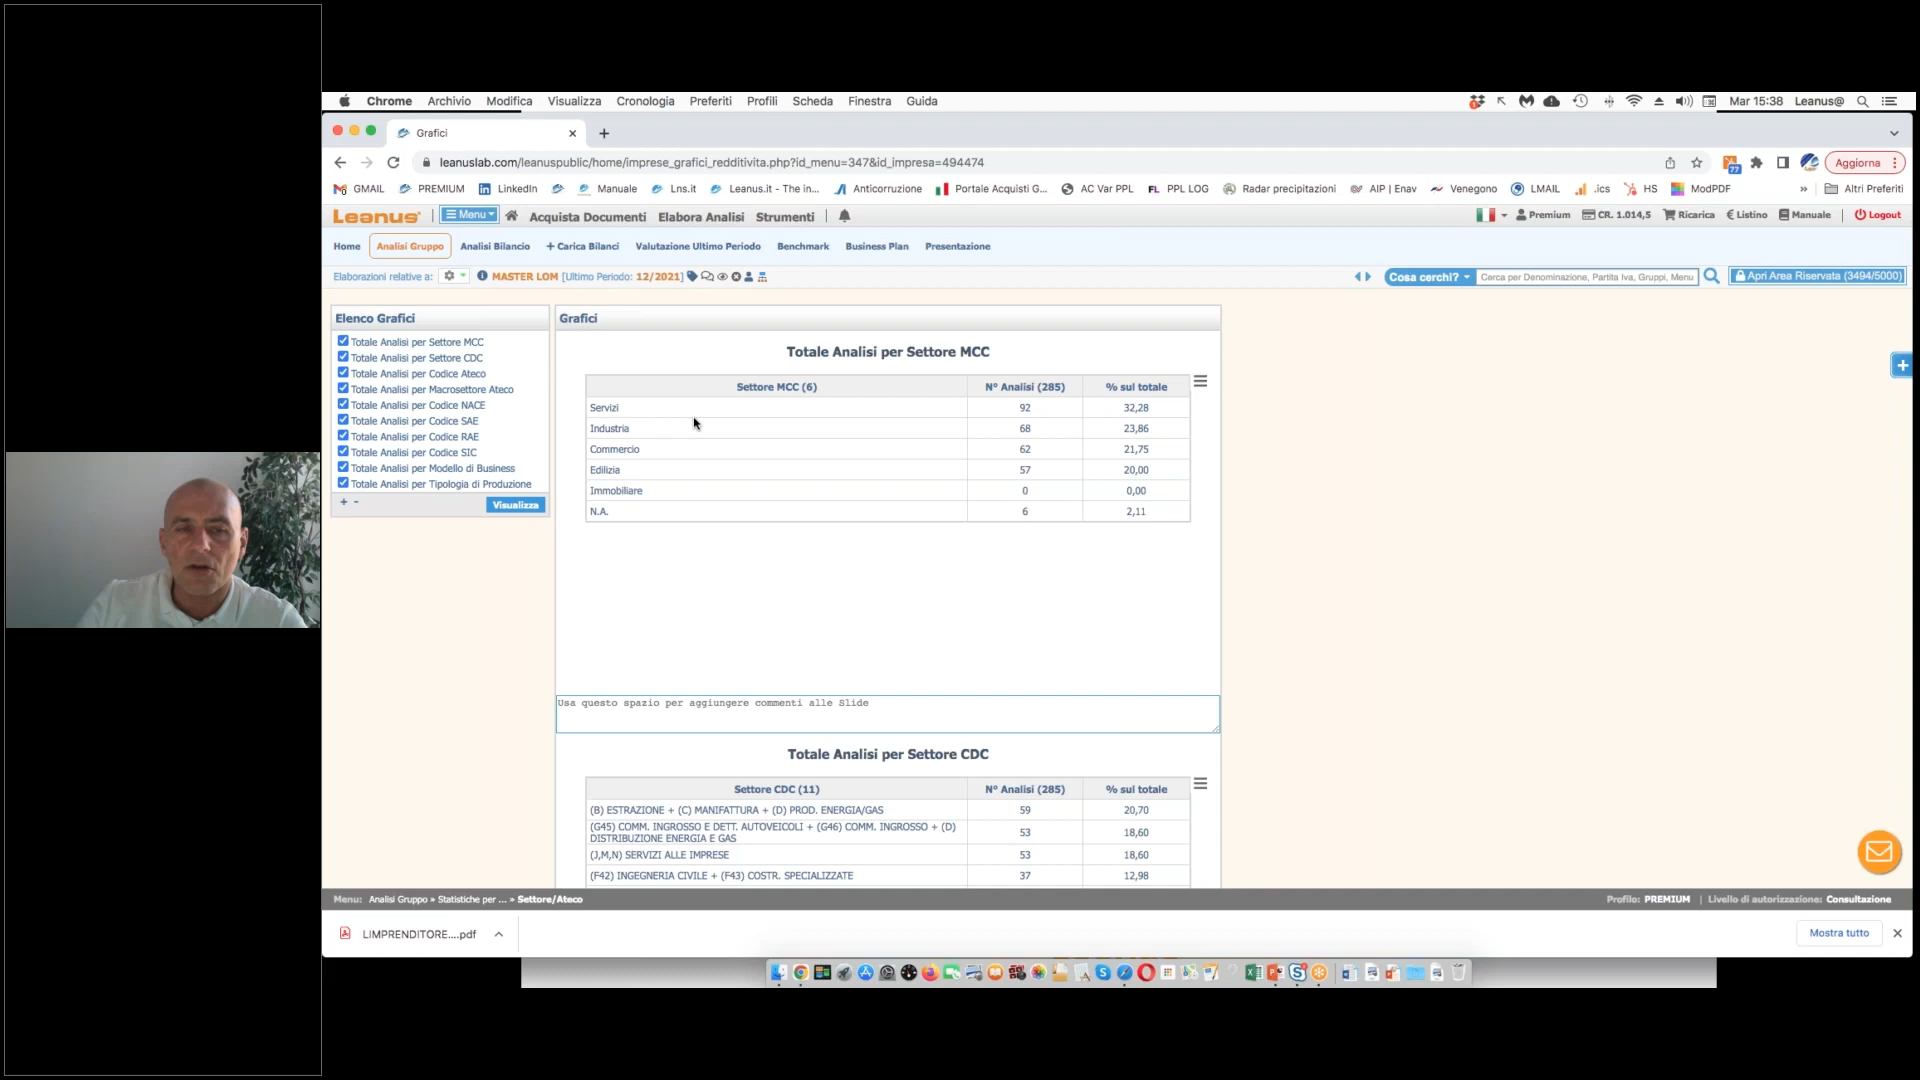 Chrome Archivio Modifica Visualizza Cronologia Preferiti Profili Scheda Finestra Guida Mar 15:38 Leanus@
Grafici
leanuslab.com/leanuspublic/home/imprese_grafici_redditivita.php?id_menu=347&id_impresa=494474 Aggiorna
GMAIL PREMIUM LinkedIn Manuale Lns.it Leanus.it - The in... Anticorruzione Portale Acquisti G... AC Var PPL FL PPL LOG Radar precipitazioni AIP | Enav Venegono LMAIL .ics HS ModPDF » Altri Preferiti
Leanus Menu Acquista Documenti Elabora Analisi Strumenti Premium CR. 1.014,5 Ricarica € Listino Manuale Logout
Home Analisi Gruppo Analisi Bilancio + Carica Bilanci Valutazione Ultimo Periodo Benchmark Business Plan Presentazione
Elaborazioni relative a: MASTER LOM [Ultimo Periodo: 12/2021] Cosa cerchi? Cerca per Denominazione, Partita Iva, Gruppi, Menu Apri Area Riservata (3494/5000)
Elenco Grafici
Totale Analisi per Settore MCC
Totale Analisi per Settore CDC
Totale Analisi per Codice Ateco
Totale Analisi per Macrosettore Ateco
Totale Analisi per Codice NACE
Totale Analisi per Codice SAE
Totale Analisi per Codice RAE
Totale Analisi per Codice SIC
Totale Analisi per Modello di Business
Totale Analisi per Tipologia di Produzione
+ - Visualizza
Grafici
Totale Analisi per Settore MCC
Settore MCC (6) N° Analisi (285) % sul totale
Servizi 92 32,28
Industria 68 23,86
Commercio 62 21,75
Edilizia 57 20,00
Immobiliare 0 0,00
N.A. 6 2,11
Usa questo spazio per aggiungere commenti alle Slide
Totale Analisi per Settore CDC
Settore CDC (11) N° Analisi (285) % sul totale
(B) ESTRAZIONE + (C) MANIFATTURA + (D) PROD. ENERGIA/GAS 59 20,70
(G45) COMM. INGROSSO E DETT. AUTOVEICOLI + (G46) COMM. INGROSSO + (D)
DISTRIBUZIONE ENERGIA E GAS 53 18,60
(J,M,N) SERVIZI ALLE IMPRESE 53 18,60
(F42) INGEGNERIA CIVILE + (F43) COSTR. SPECIALIZZATE 37 12,98
Menu: Analisi Gruppo » Statistiche per ... » Settore/Ateco Profilo: PREMIUM | Livello di autorizzazione: Consultazione
LIMPRENDITORE....pdf Mostra tutto